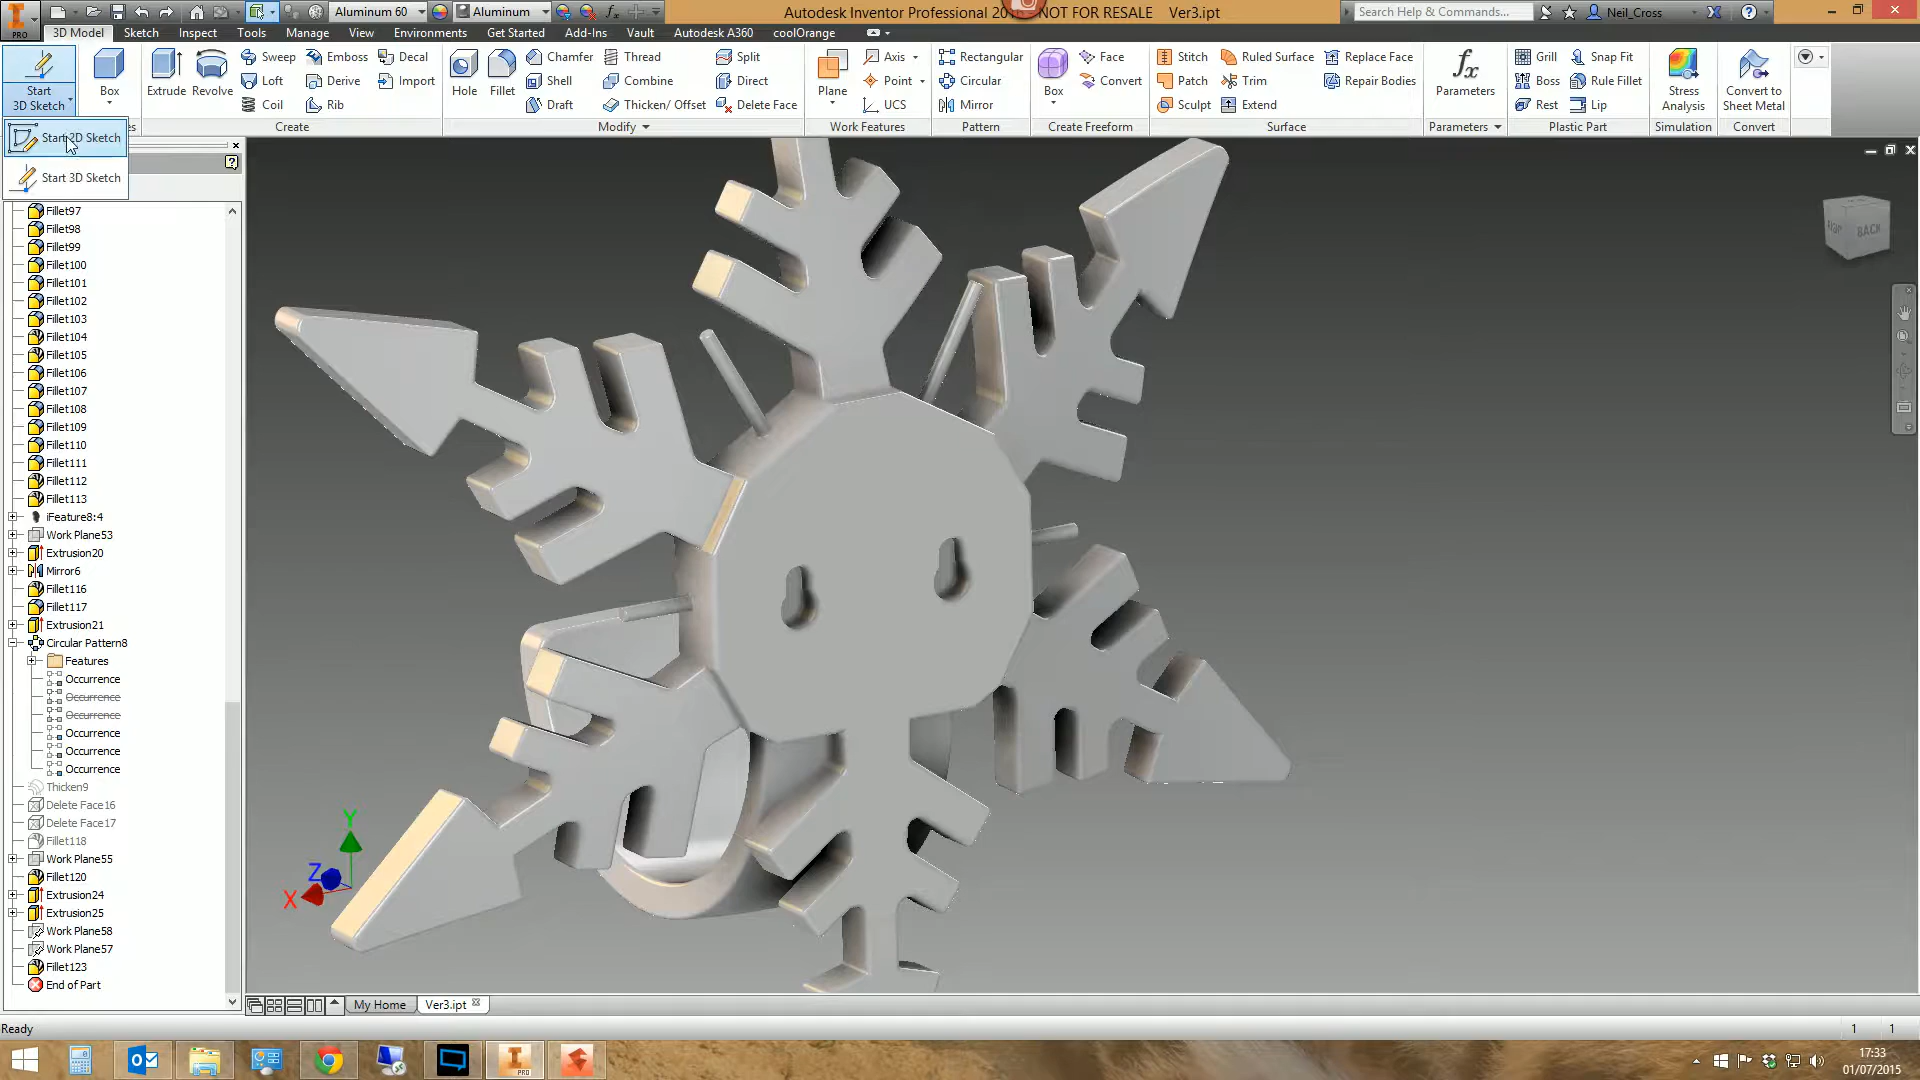 Aluminum 60
Aluminum
Autodesk Inventor Professional 20
NOT FOR RESALE Ver3.ipt
Search Help & Commands...
Neil_Cross
PRO
3D Model
Sketch
Inspect
Tools
Manage
View
Environments
Get Started
Add-Ins
Vault
Autodesk A360
coolOrange
Start
3D Sketch
Box
Extrude
Revolve
Sweep
Emboss
Decal
Loft
Derive
Import
Coil
Rib
Hole
Fillet
Chamfer
Thread
Split
Shell
Combine
Direct
Draft
Thicken/ Offset
Delete Face
Plane
Axis
Point
UCS
Rectangular
Circular
Mirror
Box
Face
Convert
Stitch
Ruled Surface
Replace Face
Patch
Trim
Repair Bodies
Sculpt
Extend
fx
Parameters
Grill
Snap Fit
Boss
Rule Fillet
Rest
Lip
Stress
Analysis
Convert to
Sheet Metal
Create
Modify
Work Features
Pattern
Create Freeform
Surface
Parameters
Plastic Part
Simulation
Convert
Start 2D Sketch
Start 3D Sketch
Fillet97
Fillet98
Fillet99
Fillet100
Fillet101
Fillet102
Fillet103
Fillet104
Fillet105
Fillet106
Fillet107
Fillet108
Fillet109
Fillet110
Fillet111
Fillet112
Fillet113
iFeature8:4
Work Plane53
Extrusion20
Mirror6
Fillet116
Fillet117
Extrusion21
Circular Pattern8
Features
Occurrence
Occurrence
Occurrence
Occurrence
Occurrence
Occurrence
Thicken9
Delete Face16
Delete Face17
Fillet118
Work Plane55
Fillet120
Extrusion24
Extrusion25
Work Plane58
Work Plane57
Fillet123
End of Part
BACK
Y
Z
X
My Home
Ver3.ipt
Ready
1
1
PRO
17:33
01/07/2015